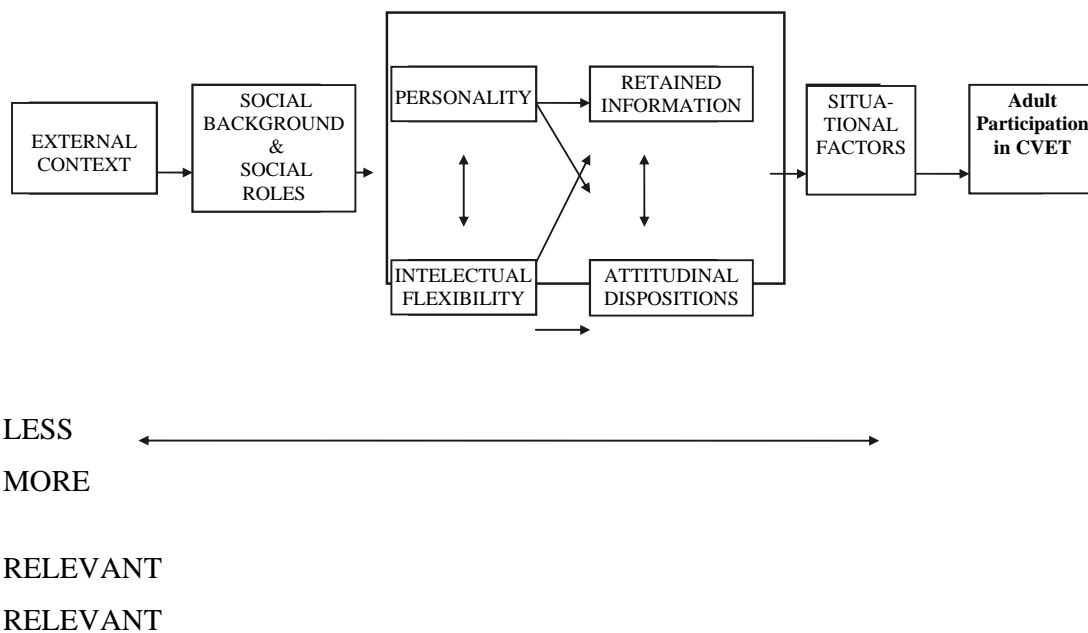 EXTERNAL
CONTEXT
SOCIAL
BACKGROUND
&
SOCIAL
ROLES
PERSONALITY
RETAINED
INFORMATION
INTELECTUAL
FLEXIBILITY
ATTITUDINAL
DISPOSITIONS
SITUA-
TIONAL
FACTORS
Adult
Participation
in CVET
LESS
MORE
RELEVANT
RELEVANT